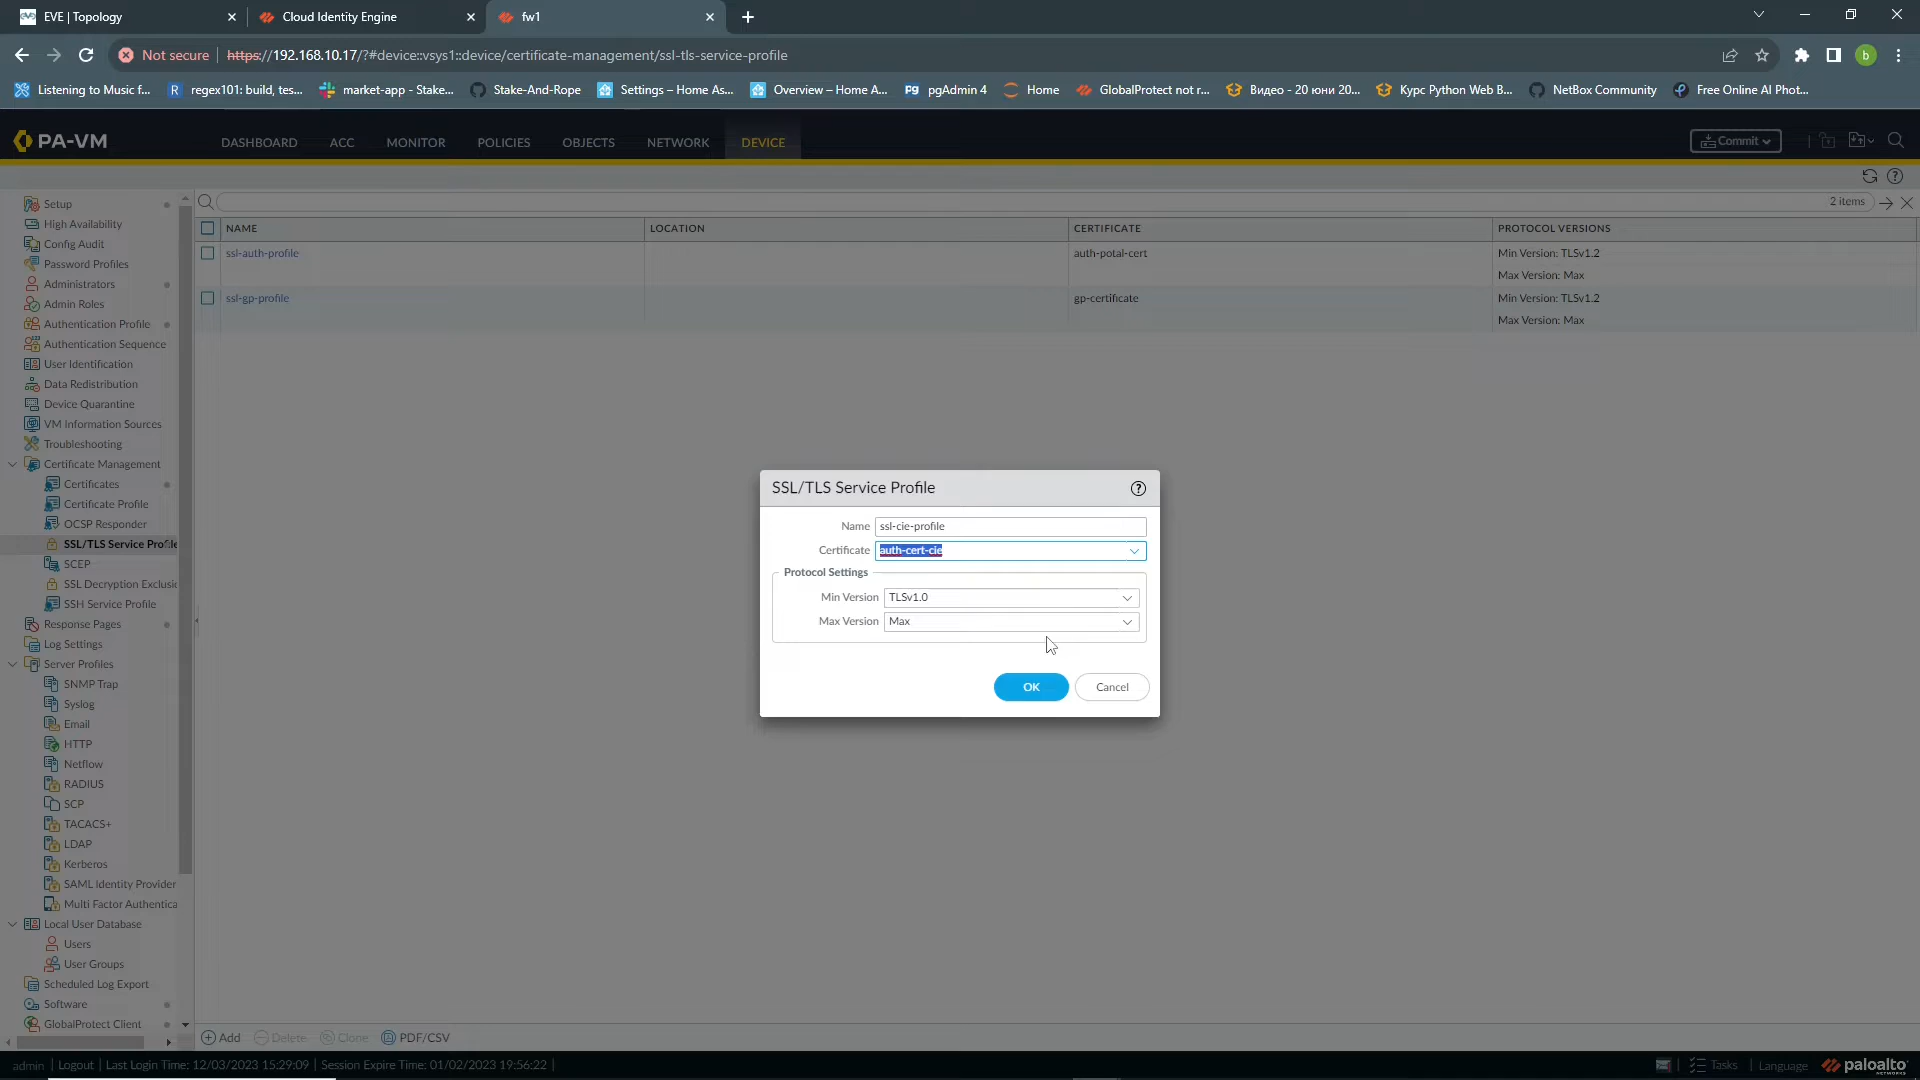 EVE | Topology
Cloud Identity Engine
fw1
Not secure
https://192.168.10.17/?#device::vsys1::device/certificate-management/ssl-tls-service-profile
b
Listening to Music f...
R
regex101: build, tes...
market-app - Stake...
Stake-And-Rope
Settings – Home As...
Overview – Home A...
Pg
pgAdmin 4
Home
GlobalProtect not r...
Видео - 20 юни 20...
Курс Python Web B...
NetBox Community
Free Online AI Phot...
PA-VM
DASHBOARD
ACC
MONITOR
POLICIES
OBJECTS
NETWORK
DEVICE
Commit
2 items
NAME
LOCATION
CERTIFICATE
PROTOCOL VERSIONS
ssl-auth-profile
auth-potal-cert
Min Version: TLSv1.2
Max Version: Max
ssl-gp-profile
gp-certificate
Min Version: TLSv1.2
Max Version: Max
Setup
High Availability
Config Audit
Password Profiles
Administrators
Admin Roles
Authentication Profile
Authentication Sequence
User Identification
Data Redistribution
Device Quarantine
VM Information Sources
Troubleshooting
Certificate Management
Certificates
Certificate Profile
OCSP Responder
SSL/TLS Service Profile
SCEP
SSL Decryption Exclusio
SSH Service Profile
Response Pages
Log Settings
Server Profiles
SNMP Trap
Syslog
Email
HTTP
Netflow
RADIUS
SCP
TACACS+
LDAP
Kerberos
SAML Identity Provider
Multi Factor Authentica
Local User Database
Users
User Groups
Scheduled Log Export
Software
GlobalProtect Client
SSL/TLS Service Profile
Name
ssl-cie-profile
Certificate
auth-cert-cie
Protocol Settings
Min Version
TLSv1.0
Max Version
Max
OK
Cancel
Add
Delete
Clone
PDF/CSV
admin | Logout | Last Login Time: 12/03/2023 15:29:09 | Session Expire Time: 01/02/2023 19:56:22 |
Tasks
Language
paloalto
NETWORKS